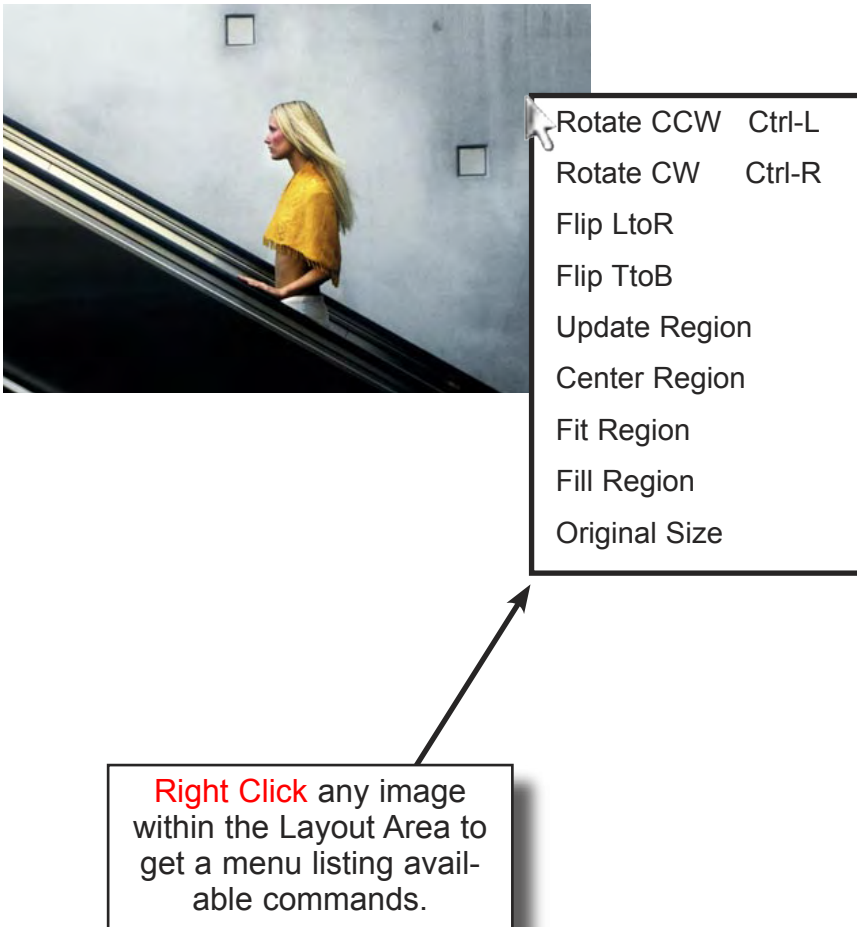 Rotate CCW Ctrl-L
Rotate CW Ctrl-R
Flip LtoR
Flip TtoB
Update Region
Center Region
Fit Region
Fill Region
Original Size
Right Click any image
within the Layout Area to
get a menu listing avail-
able commands.